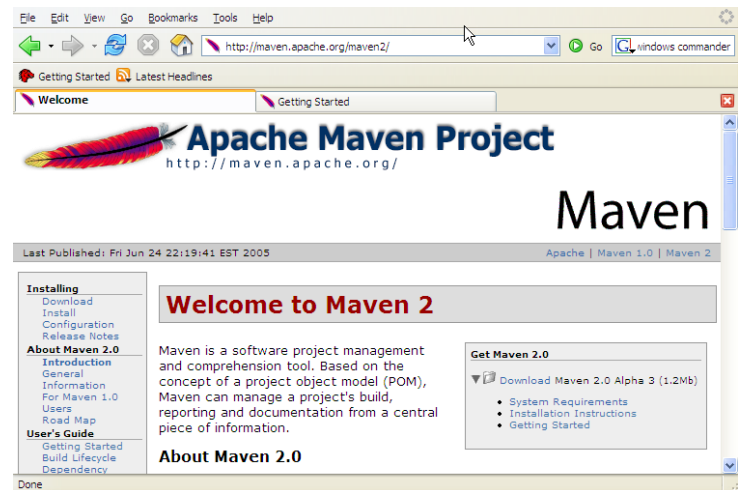 File Edit View Go Bookmarks Tools Help
http://maven.apache.org/maven2/ Go G windows commander
Getting Started Latest Headlines
Welcome Getting Started
Apache Maven Project
http://maven.apache.org/
Maven
Last Published: Fri Jun 24 22:19:41 EST 2005 Apache | Maven 1.0 | Maven 2
Installing
Download
Install
Configuration
Release Notes
About Maven 2.0
Introduction
General
Information
For Maven 1.0
Users
Road Map
User's Guide
Getting Started
Build Lifecycle
Dependency
Welcome to Maven 2
Maven is a software project management
and comprehension tool. Based on the
concept of a project object model (POM),
Maven can manage a project's build,
reporting and documentation from a central
piece of information.
About Maven 2.0
Get Maven 2.0
Download Maven 2.0 Alpha 3 (1.2Mb)
System Requirements
Installation Instructions
Getting Started
Done